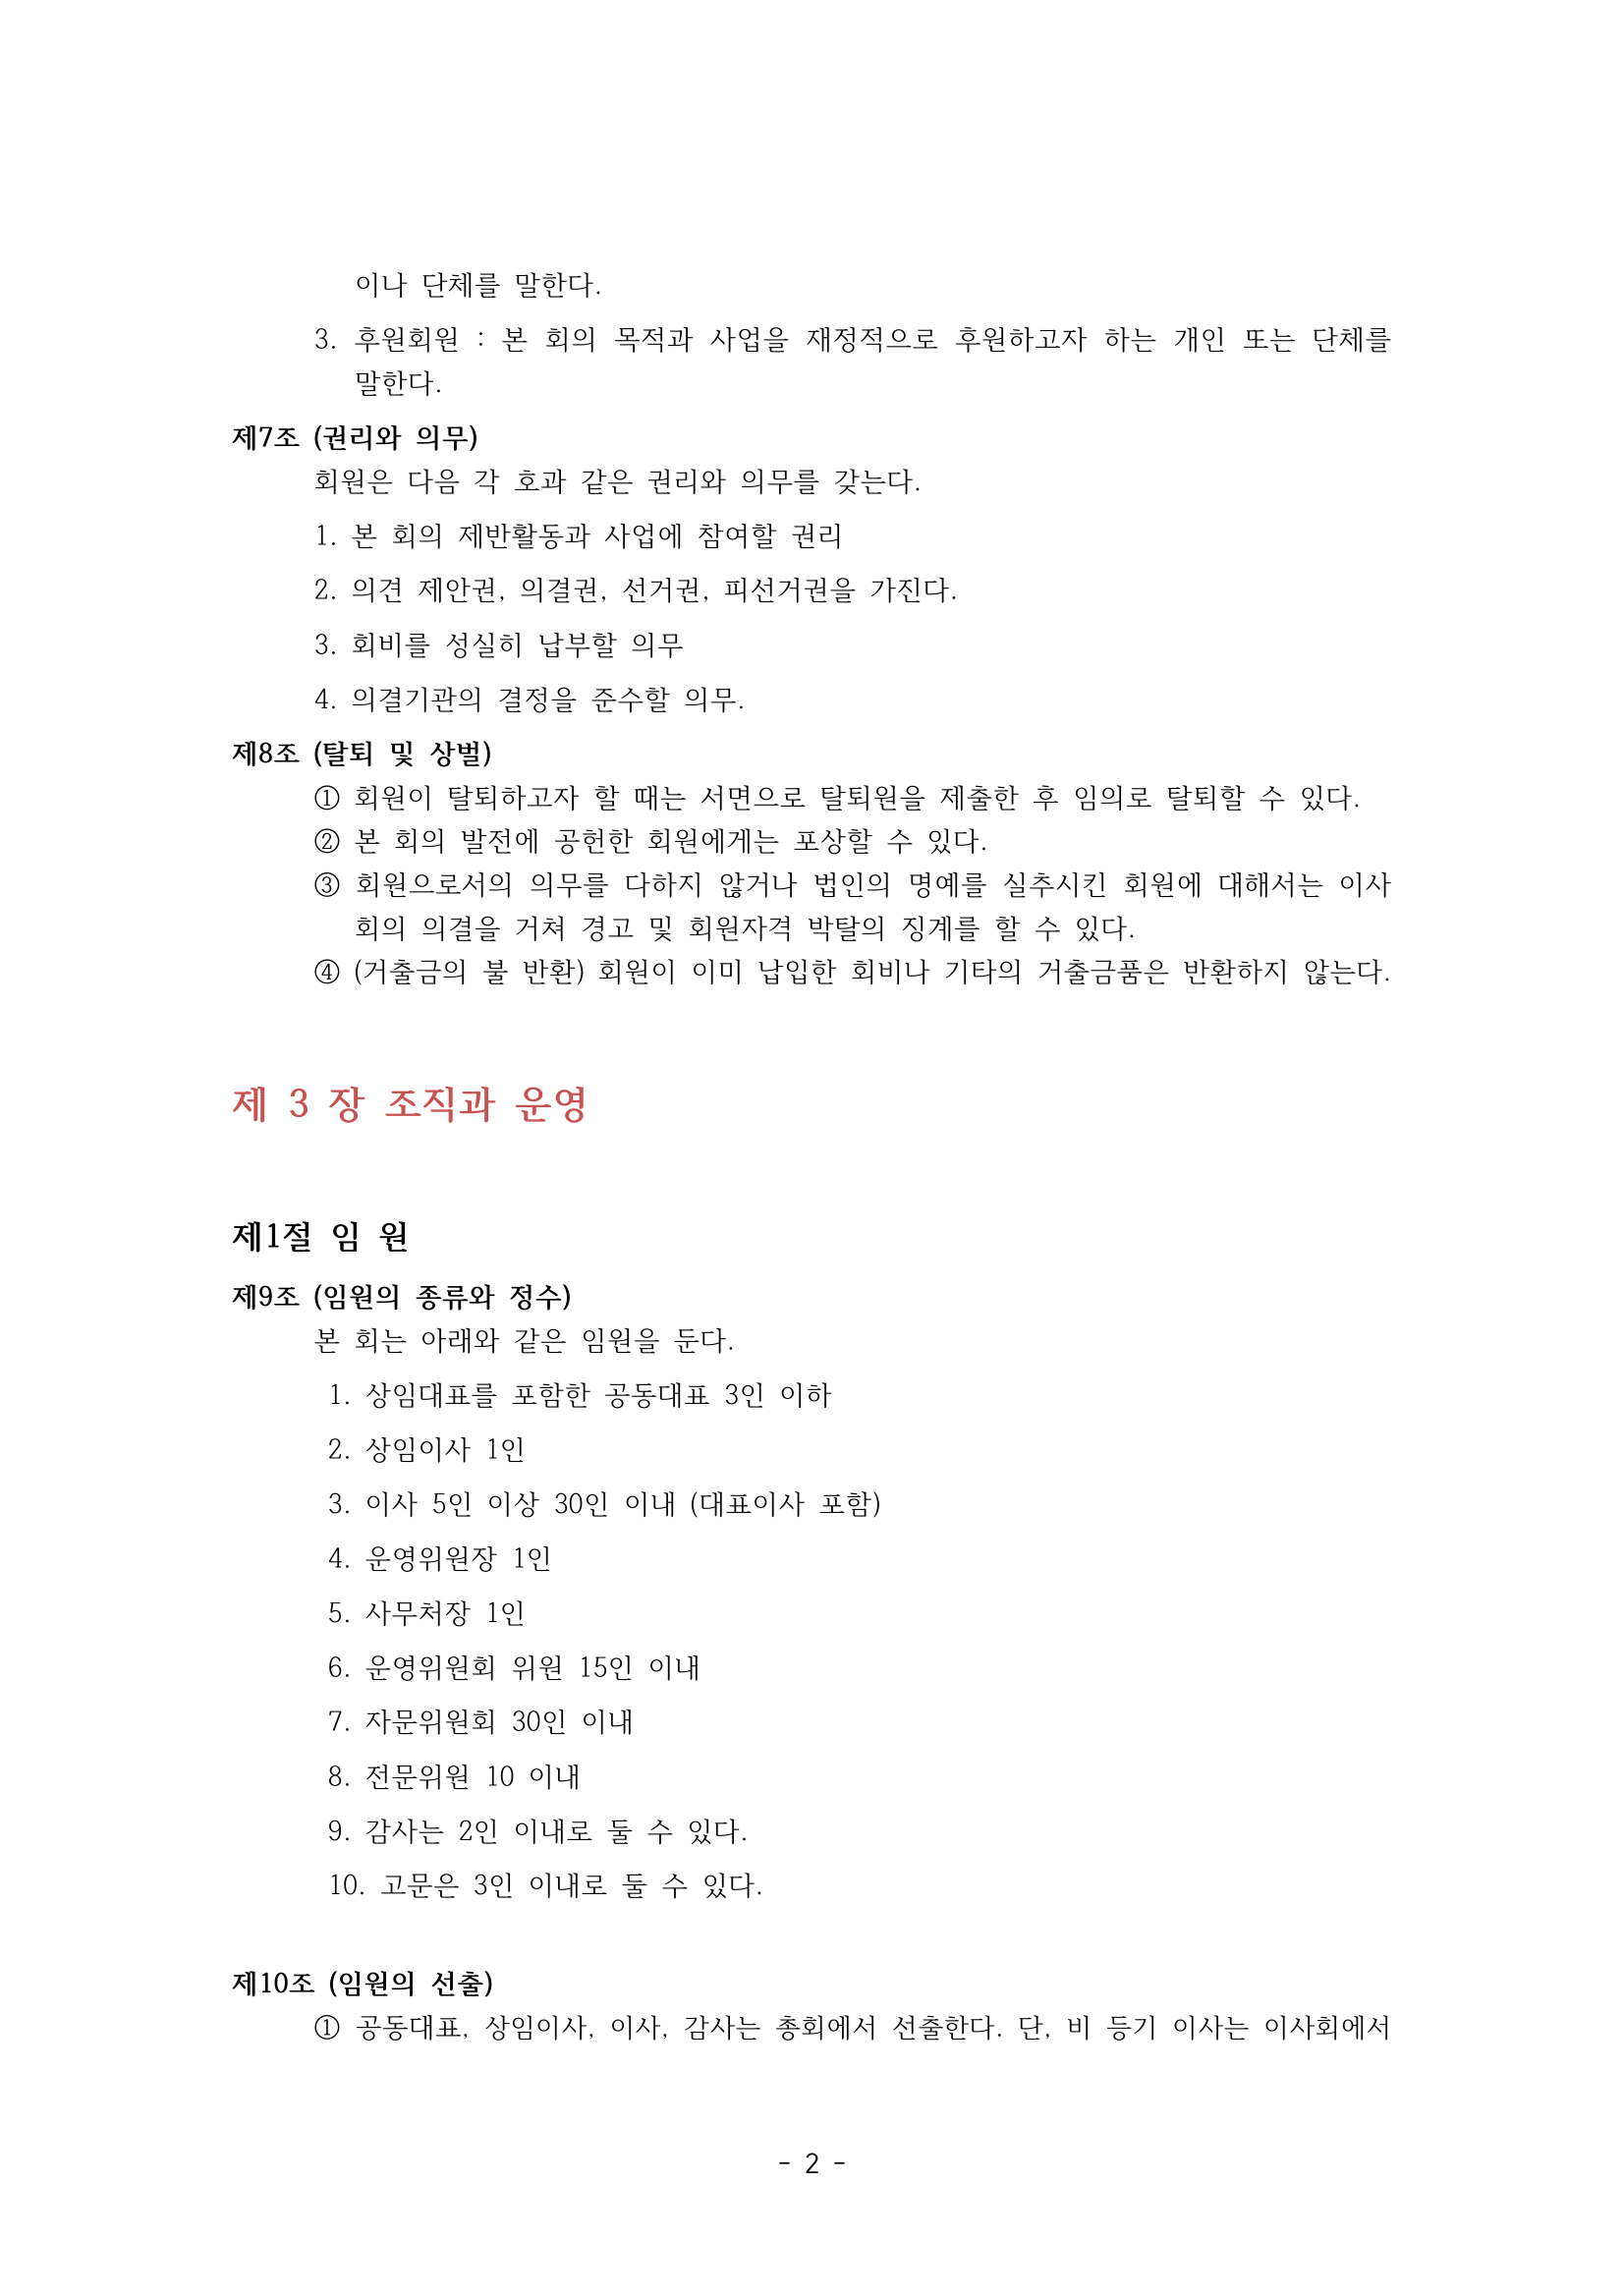 이나 단체를 말한다.
3. 후원회원 : 본 회의 목적과 사업을 재정적으로 후원하고자 하는 개인 또는 단체를
말한다.
제7조 (권리와 의무)
회원은 다음 각 호과 같은 권리와 의무를 갖는다.
1. 본 회의 제반활동과 사업에 참여할 권리
2. 의견 제안권, 의결권, 선거권, 피선거권을 가진다.
3. 회비를 성실히 납부할 의무
4. 의결기관의 결정을 준수할 의무.
제8조 (탈퇴 및 상벌)
① 회원이 탈퇴하고자 할 때는 서면으로 탈퇴원을 제출한 후 임의로 탈퇴할 수 있다.
② 본 회의 발전에 공헌한 회원에게는 포상할 수 있다.
③ 회원으로서의 의무를 다하지 않거나 법인의 명예를 실추시킨 회원에 대해서는 이사
회의 의결을 거쳐 경고 및 회원자격 박탈의 징계를 할 수 있다.
④ (거출금의 불 반환) 회원이 이미 납입한 회비나 기타의 거출금품은 반환하지 않는다.
제 3 장 조직과 운영
제1절 임 원
제9조 (임원의 종류와 정수)
본 회는 아래와 같은 임원을 둔다.
1. 상임대표를 포함한 공동대표 3인 이하
2. 상임이사 1인
3. 이사 5인 이상 30인 이내 (대표이사 포함)
4. 운영위원장 1인
5. 사무처장 1인
6. 운영위원회 위원 15인 이내
7. 자문위원회 30인 이내
8. 전문위원 10 이내
9. 감사는 2인 이내로 둘 수 있다.
10. 고문은 3인 이내로 둘 수 있다.
제10조 (임원의 선출)
① 공동대표, 상임이사, 이사, 감사는 총회에서 선출한다. 단, 비 등기 이사는 이사회에서
- 2 -